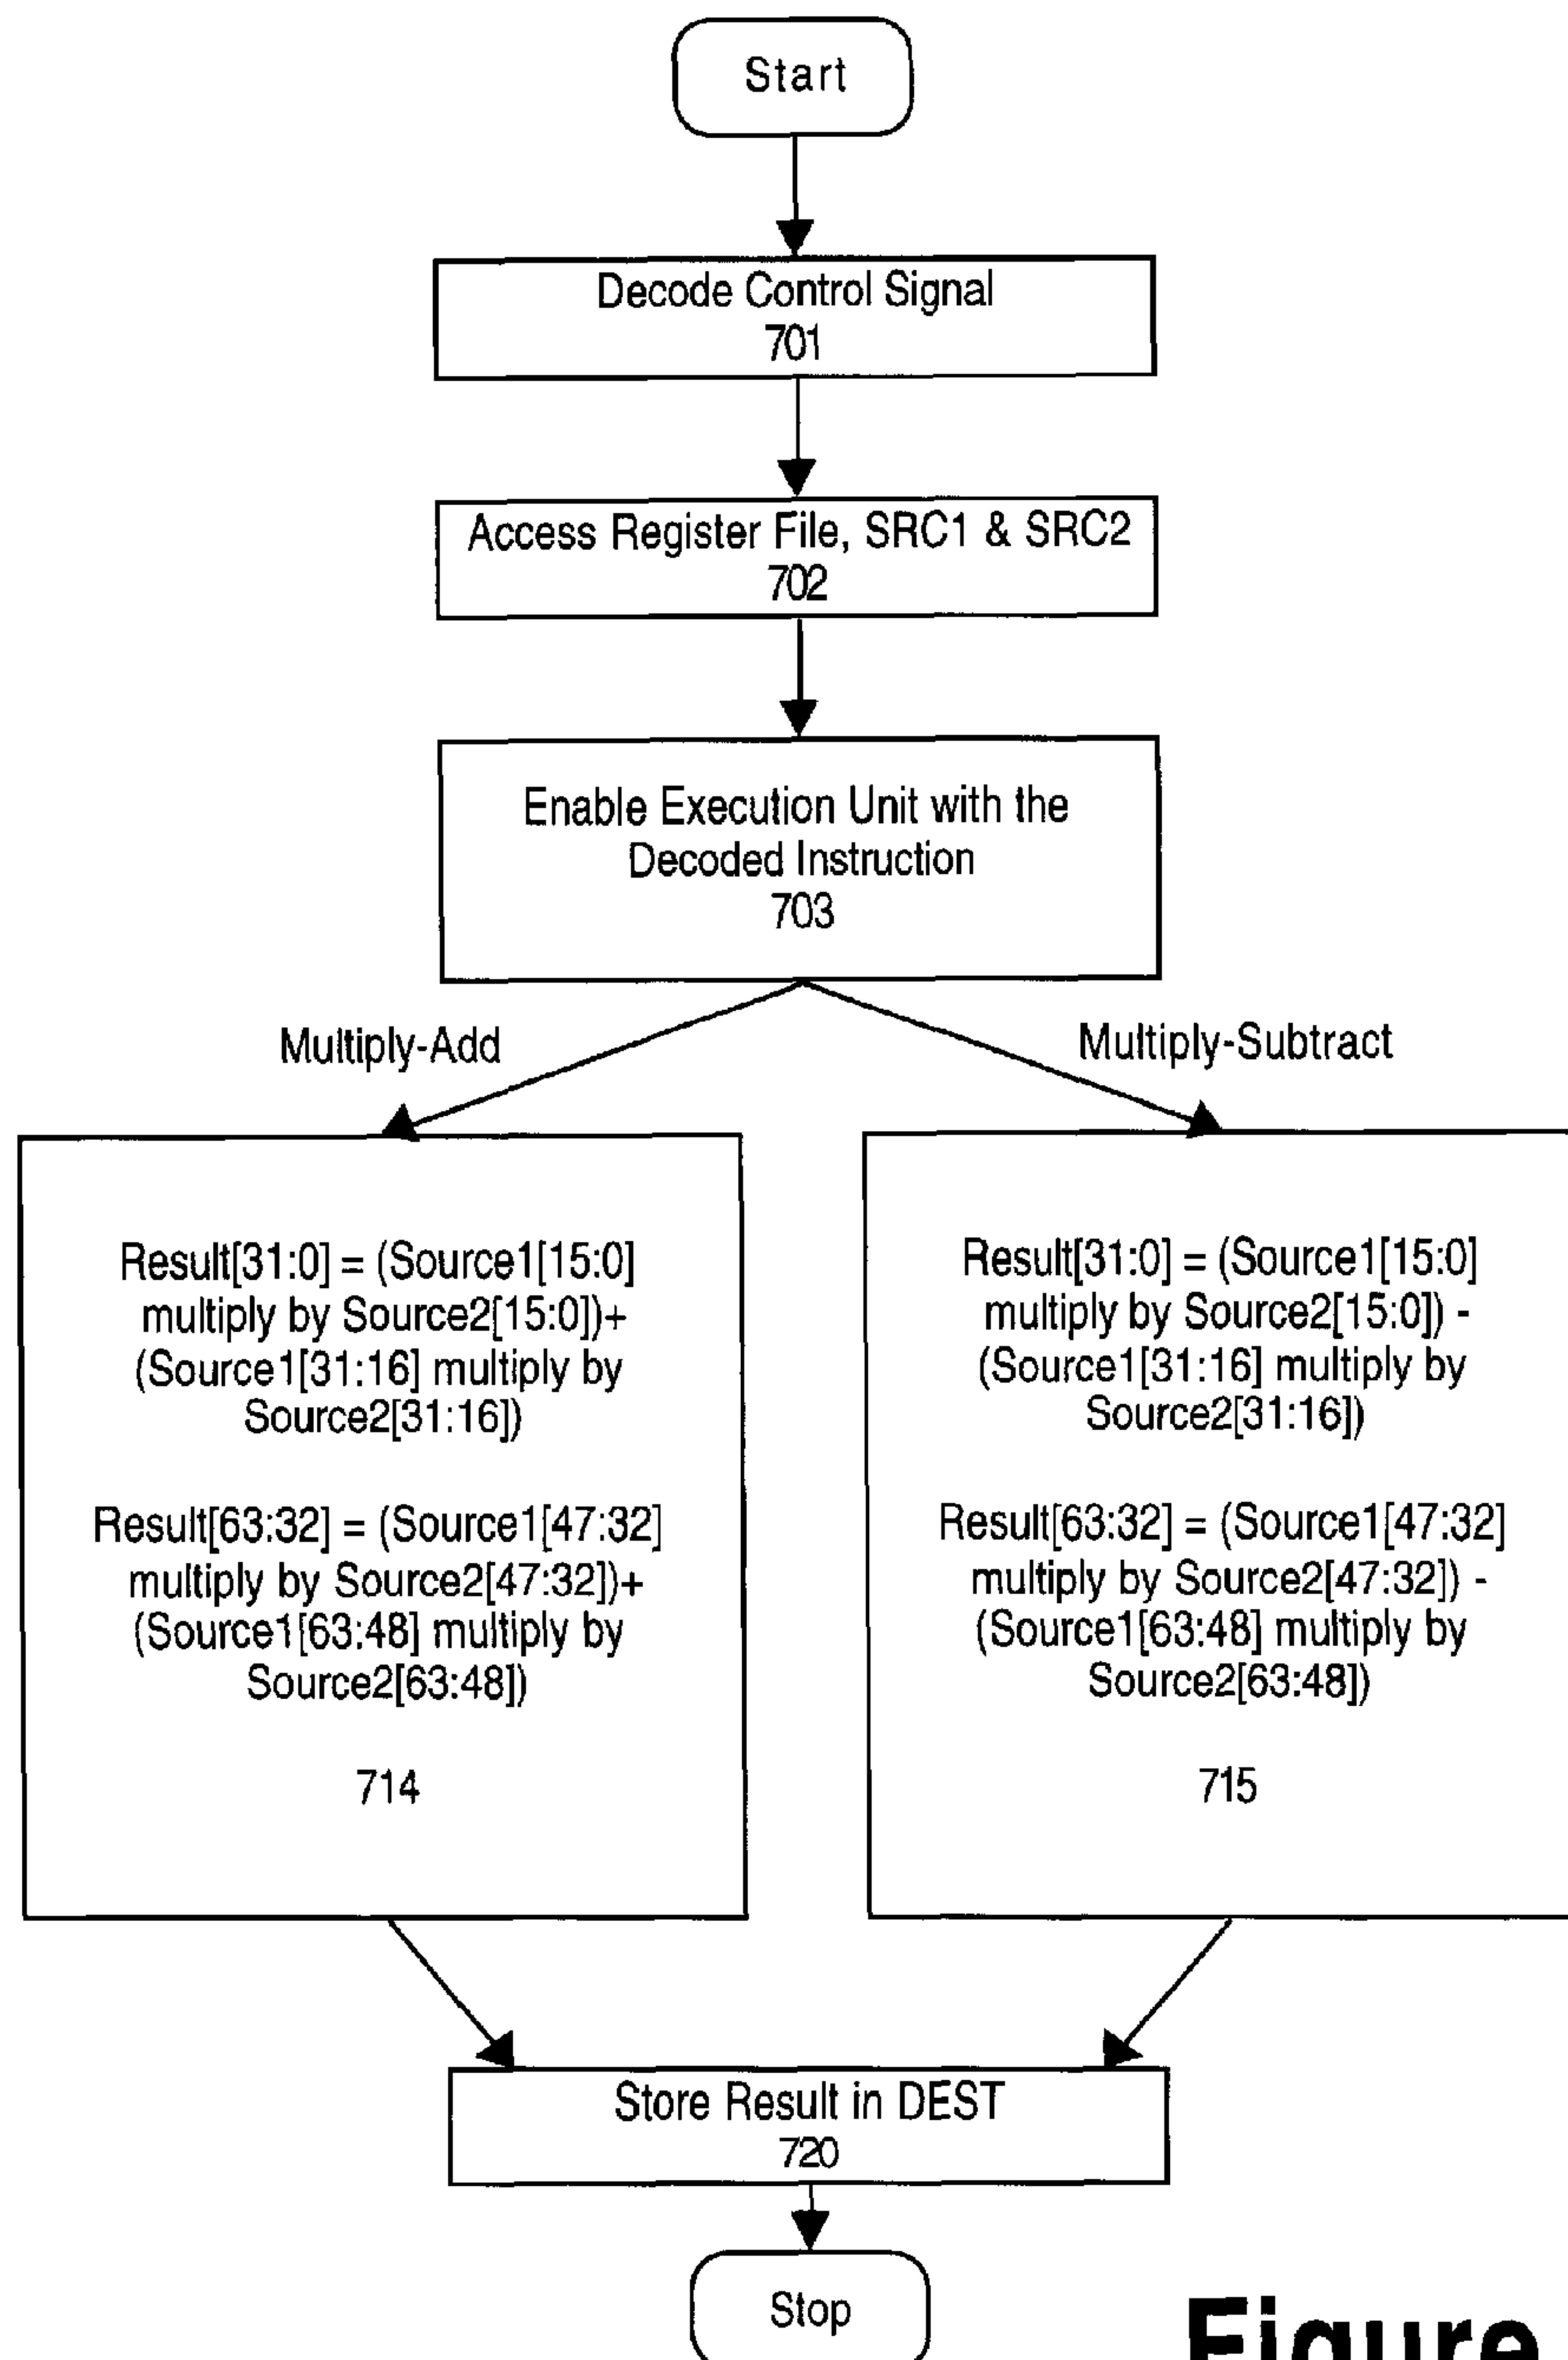 Start
Decode Control Signal
701
Access Register File, SRC1 & SRC2
702
Enable Execution Unit with the
Decoded Instruction
703
Multiply-Add
Multiply-Subtract
Result[31:0] = (Source1[15:0]
multiply by Source2[15:0])+
(Source1[31:16] multiply by
Source2[31:16])
Result[63:32] = (Source1[47:32]
multiply by Source2[47:32])+
(Source1[63:48] multiply by
Source2[63:48])
714
Result[31:0] = (Source1[15:0]
multiply by Source2[15:0]) -
(Source1[31:16] multiply by
Source2[31:16])
Result[63:32] = (Source1[47:32]
multiply by Source2[47:32]) -
(Source1[63:48] multiply by
Source2[63:48])
715
Store Result in DEST
720
Stop
Figure